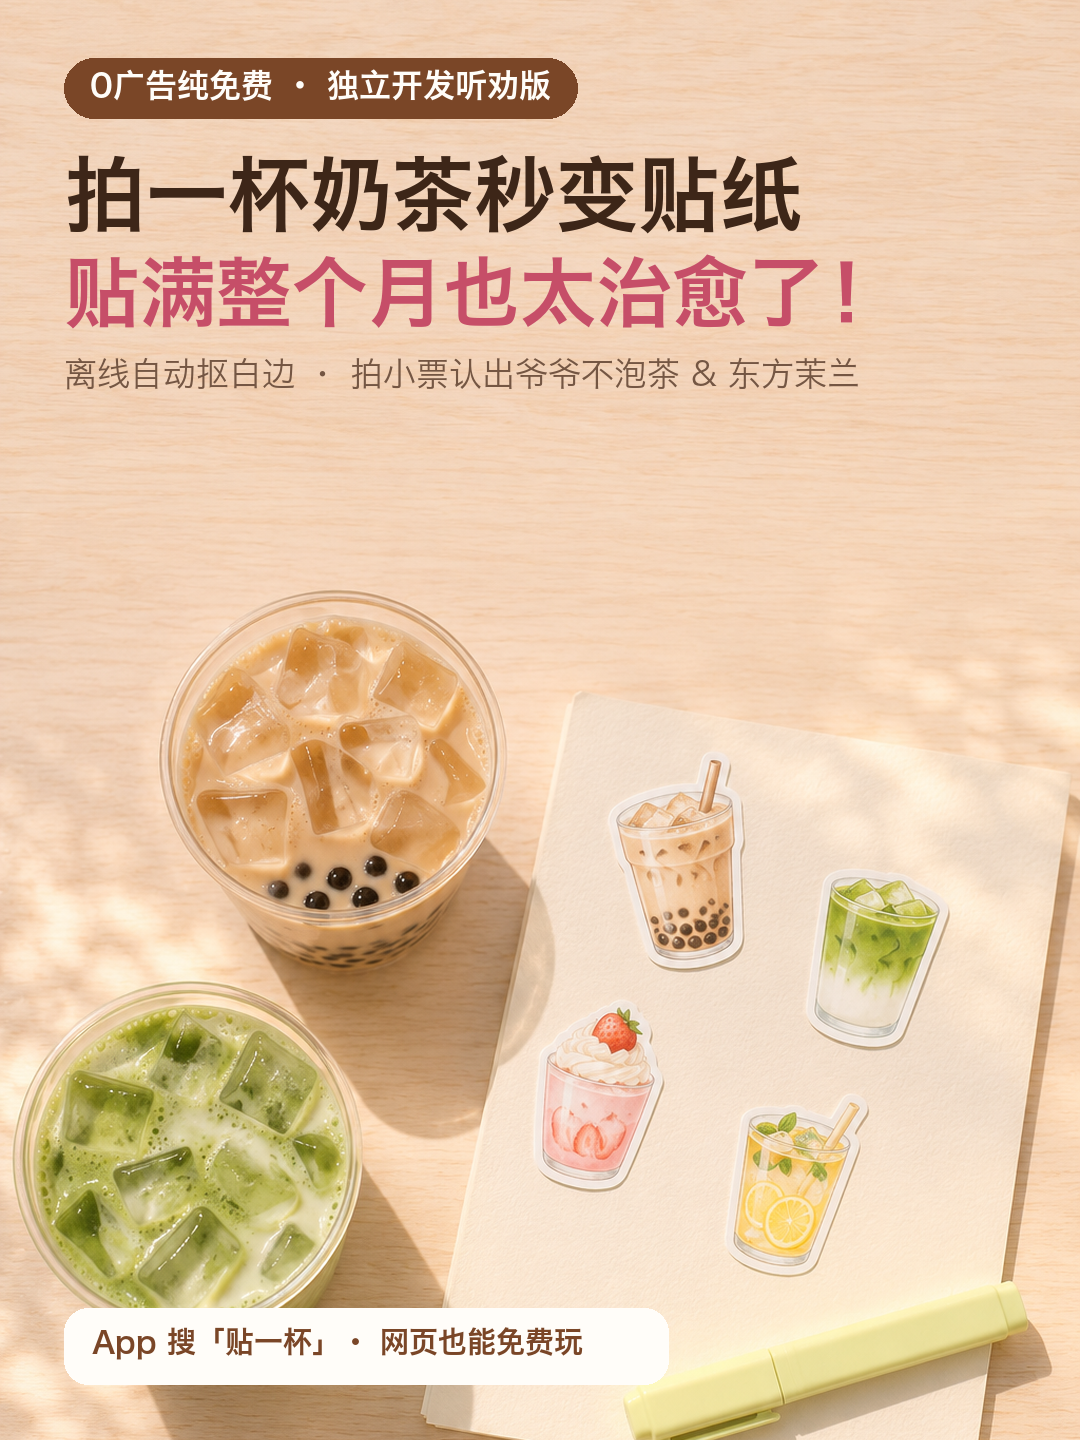 0广告纯免费 · 独立开发听劝版
拍一杯奶茶秒变贴纸
贴满整个月也太治愈了！
离线自动抠白边 · 拍小票认出爷爷不泡茶 & 东方茉兰
App 搜「贴一杯」· 网页也能免费玩